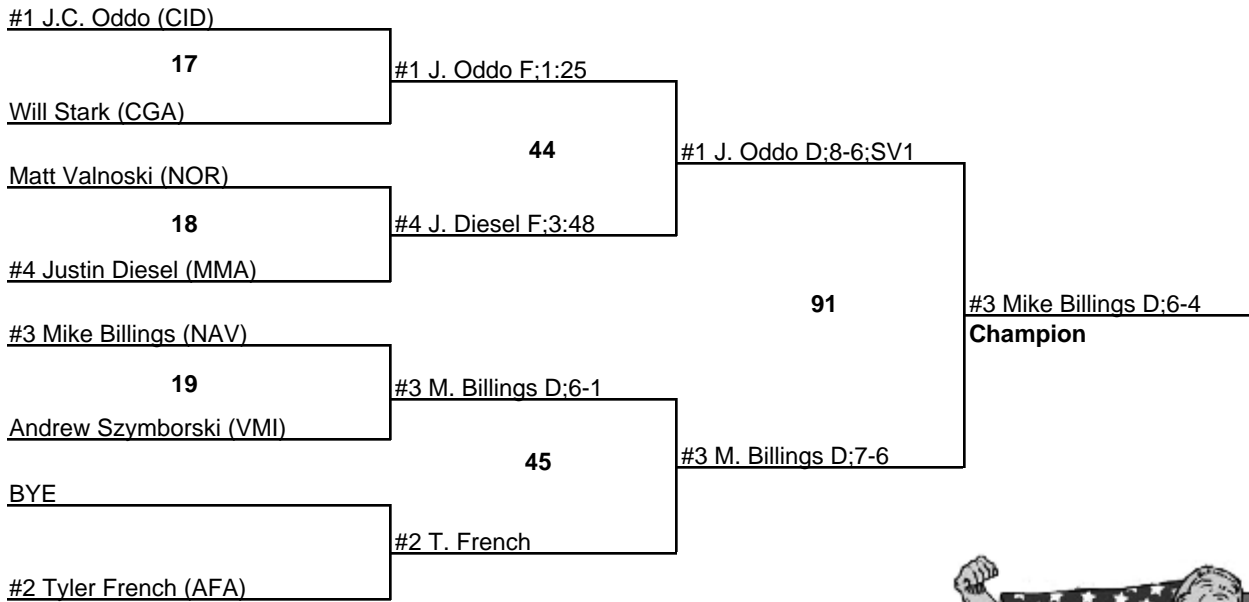 #1 J.C. Oddo (CID)
17
#1 J. Oddo F;1:25
Will Stark (CGA)
44
#1 J. Oddo D;8-6;SV1
Matt Valnoski (NOR)
18
#4 J. Diesel F;3:48
#4 Justin Diesel (MMA)
91
#3 Mike Billings D;6-4
Champion
#3 Mike Billings (NAV)
19
#3 M. Billings D;6-1
Andrew Szymborski (VMI)
45
#3 M. Billings D;7-6
BYE
#2 T. French
#2 Tyler French (AFA)